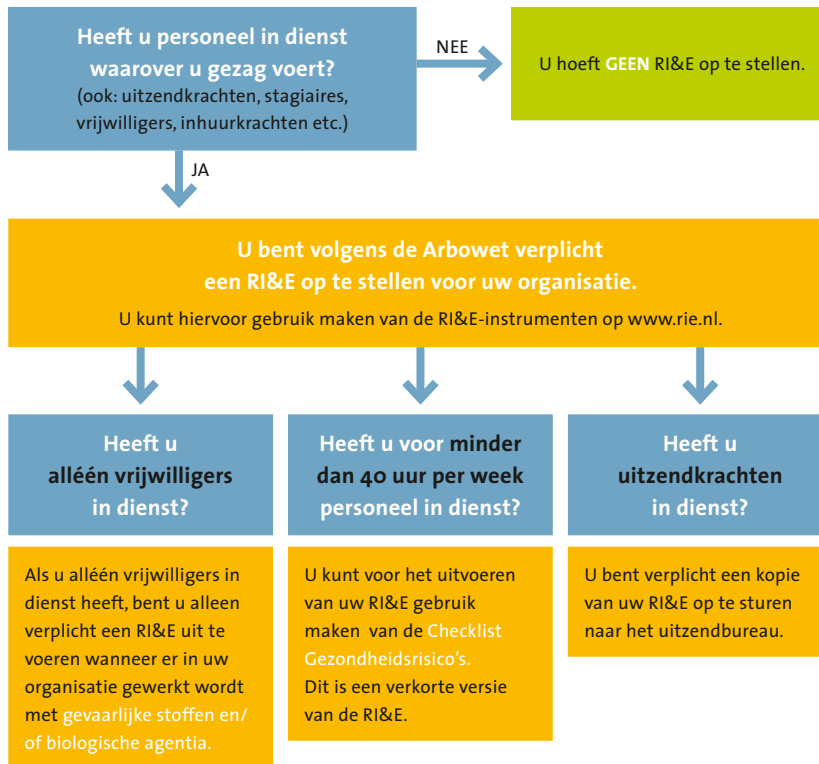 Heeft u personeel in dienst
waarover u gezag voert?
(ook: uitzendkrachten, stagiaires,
vrijwilligers, inhuurkrachten etc.)
NEE
U hoeft GEEN RI&E op te stellen.
JA
U bent volgens de Arbowet verplicht
een RI&E op te stellen voor uw organisatie.
U kunt hiervoor gebruik maken van de RI&E-instrumenten op www.rie.nl.
Heeft u
alléén vrijwilligers
in dienst?
Als u alléén vrijwilligers in
dienst heeft, bent u alleen
verplicht een RI&E uit te
voeren wanneer er in uw
organisatie gewerkt wordt
met gevaarlijke stoffen en/
of biologische agentia.
Heeft u voor minder
dan 40 uur per week
personeel in dienst?
U kunt voor het uitvoeren
van uw RI&E gebruik
maken van de Checklist
Gezondheidsrisico's.
Dit is een verkorte versie
van de RI&E.
Heeft u
uitzendkrachten
in dienst?
U bent verplicht een kopie
van uw RI&E op te sturen
naar het uitzendbureau.